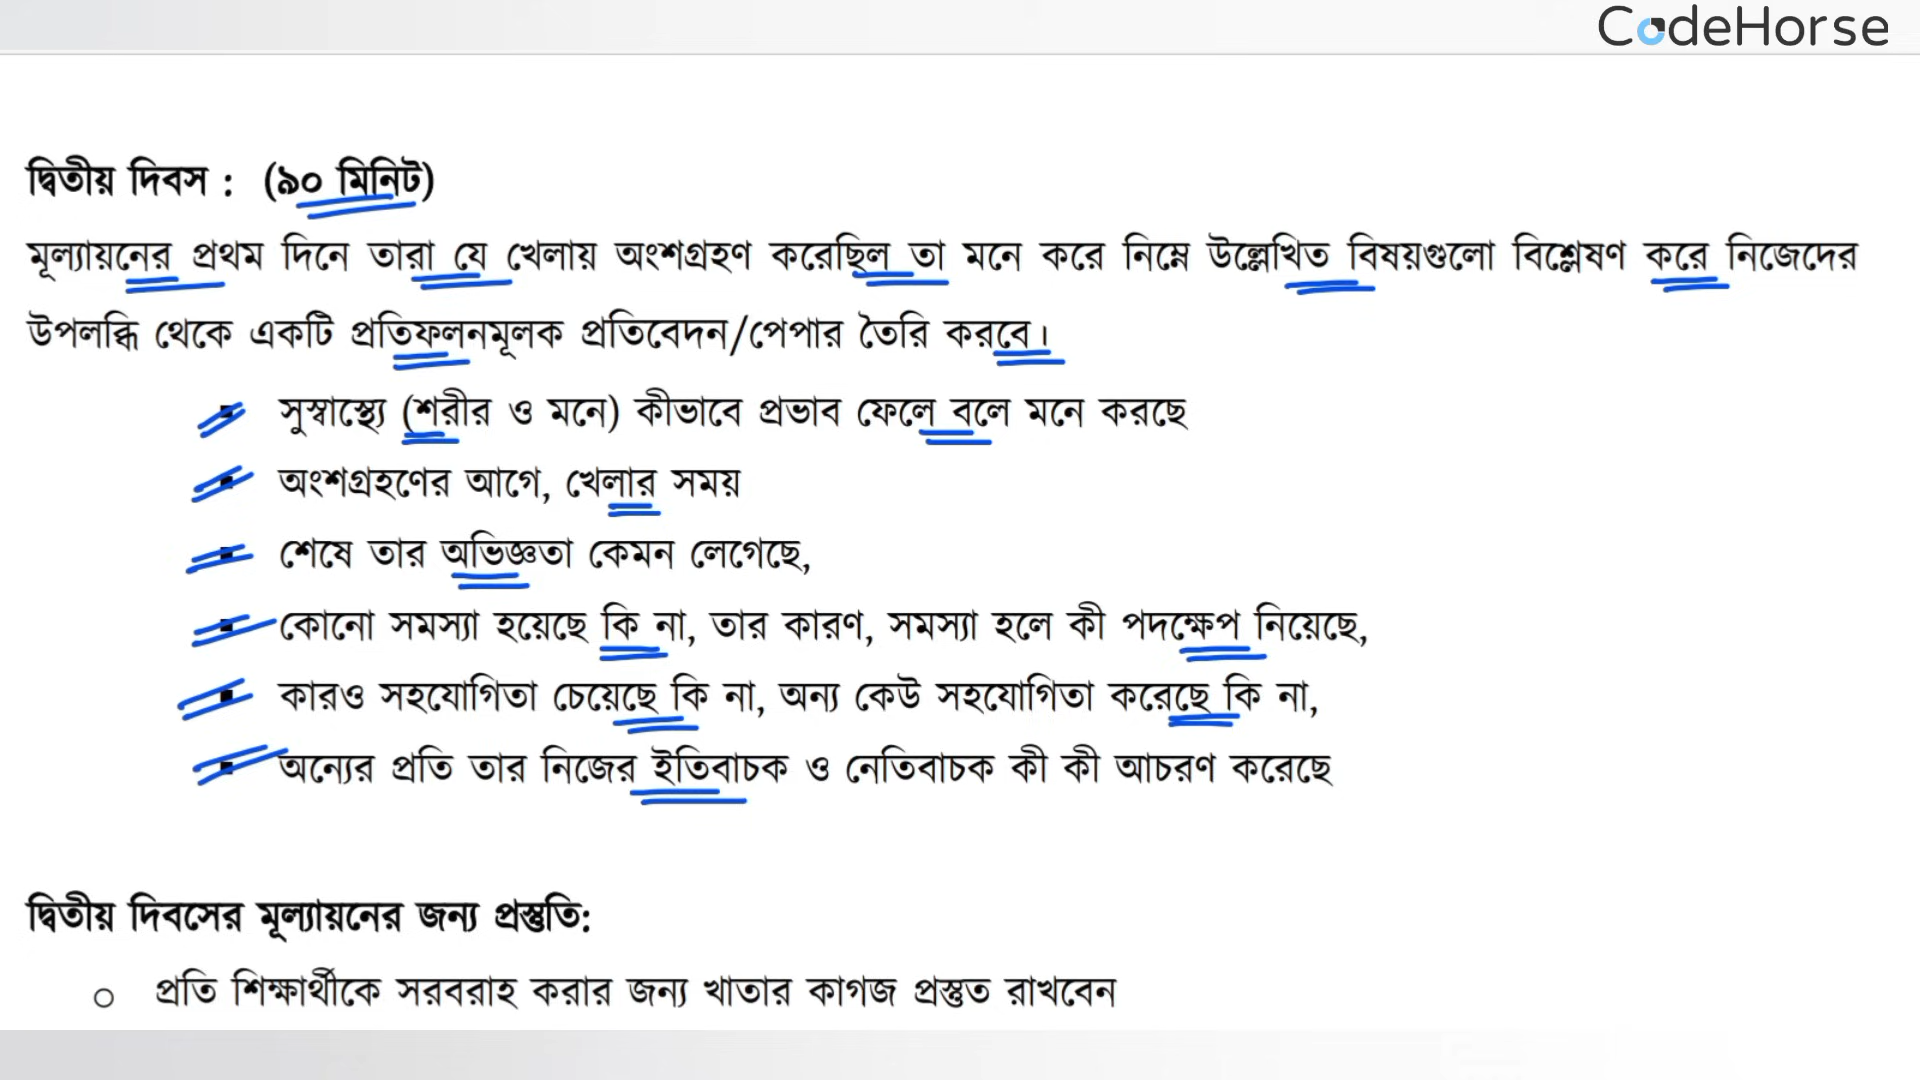 CodeHorse
দ্বিতীয় দিবস : (৯০ মিনিট)
মূল্যায়নের প্রথম দিনে তারা যে খেলায় অংশগ্রহণ করেছিল তা মনে করে নিম্নে উল্লেখিত বিষয়গুলো বিশ্লেষণ করে নিজেদের
উপলব্ধি থেকে একটি প্রতিফলনমূলক প্রতিবেদন/পেপার তৈরি করবে।
▪ সুস্বাস্থ্যে (শরীর ও মনে) কীভাবে প্রভাব ফেলে বলে মনে করছে
▪ অংশগ্রহণের আগে, খেলার সময়
▪ শেষে তার অভিজ্ঞতা কেমন লেগেছে,
▪ কোনো সমস্যা হয়েছে কি না, তার কারণ, সমস্যা হলে কী পদক্ষেপ নিয়েছে,
▪ কারও সহযোগিতা চেয়েছে কি না, অন্য কেউ সহযোগিতা করেছে কি না,
▪ অন্যের প্রতি তার নিজের ইতিবাচক ও নেতিবাচক কী কী আচরণ করেছে
দ্বিতীয় দিবসের মূল্যায়নের জন্য প্রস্তুতি:
○ প্রতি শিক্ষার্থীকে সরবরাহ করার জন্য খাতার কাগজ প্রস্তুত রাখবেন